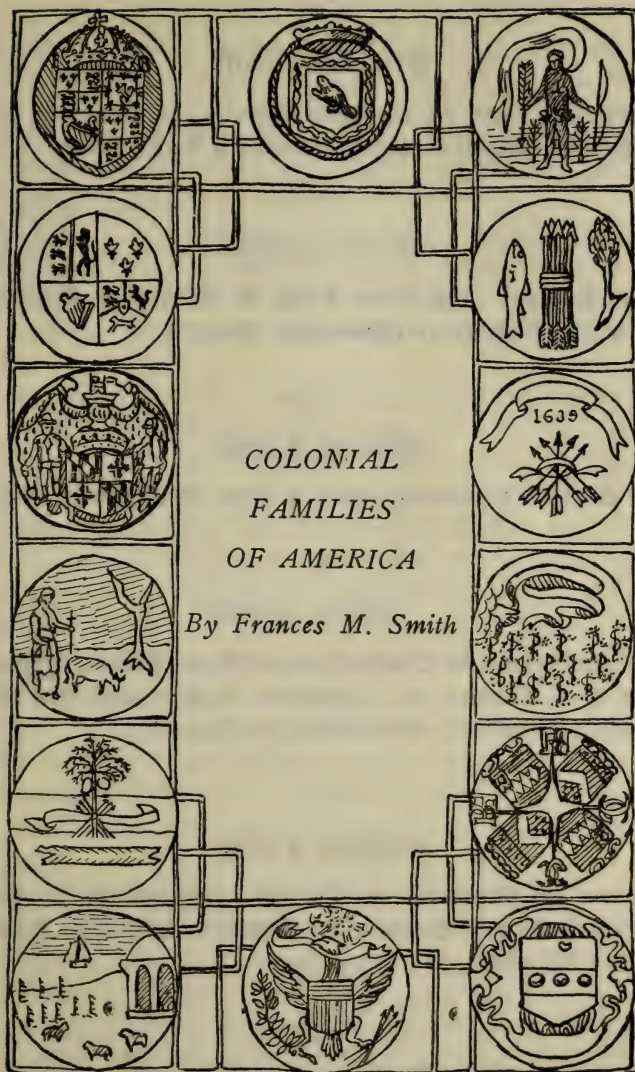 1639
COLONIAL
FAMILIES
OF AMERICA
By Frances M. Smith